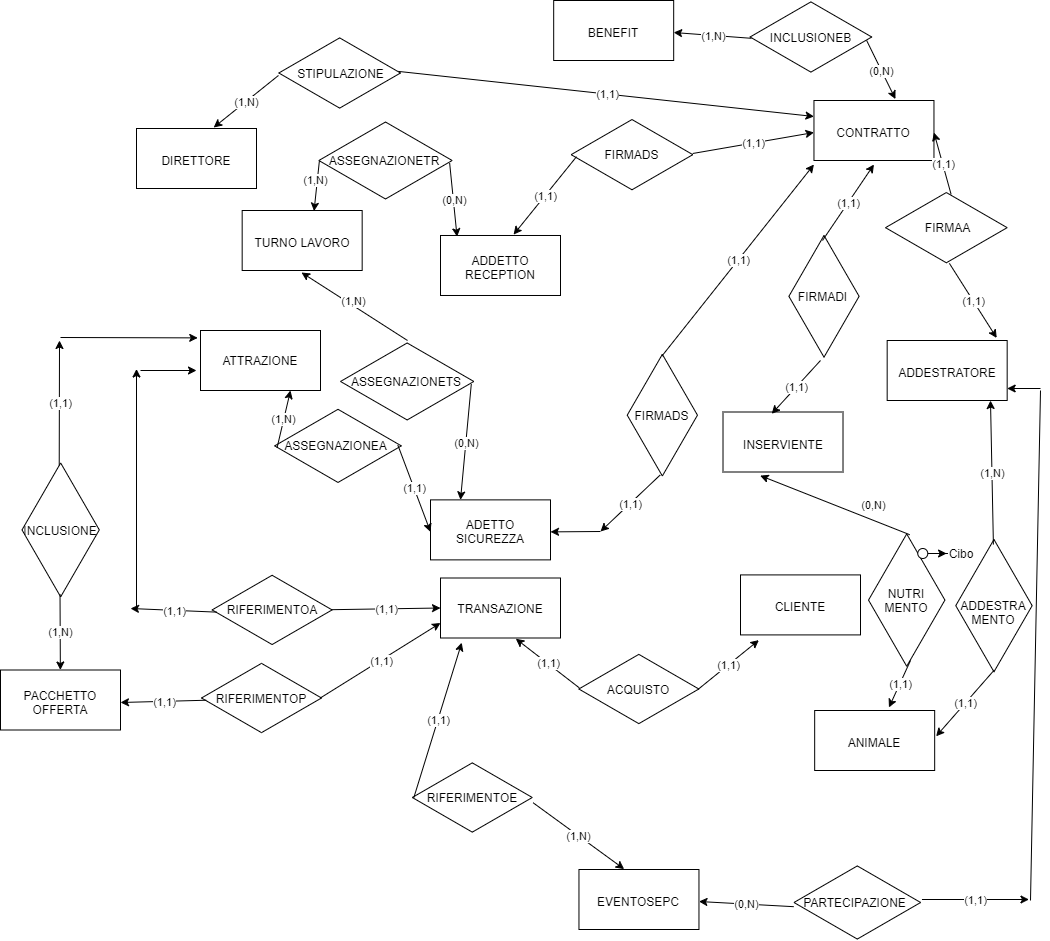 BENEFIT
(1,N)
INCLUSIONEB
(0,N)
STIPULAZIONE
(1,N)
(1,1)
DIRETTORE
ASSEGNAZIONETR
(1,N)
(0,N)
FIRMADS
(1,1)
(1,1)
CONTRATTO
(1,1)
TURNO LAVORO
ADDETTO
RECEPTION
(1,1)
FIRMAA
(1,1)
(1,1)
FIRMADI
(1,1)
(1,N)
ATTRAZIONE
ASSEGNAZIONETS
(0,N)
(1,N)
ASSEGNAZIONEA
(1,1)
FIRMADS
(1,1)
INSERVIENTE
ADDESTRATORE
(1,1)
INCLUSIONE
(1,N)
ADETTO
SICUREZZA
(0,N)
(1,N)
Cibo
NUTRI
MENTO
ADDESTRA
MENTO
(1,1)
RIFERIMENTOA
(1,1)
TRANSAZIONE
CLIENTE
PACCHETTO
OFFERTA
(1,1)
RIFERIMENTOP
(1,1)
(1,1)
ACQUISTO
(1,1)
(1,1)
(1,1)
ANIMALE
(1,1)
RIFERIMENTOE
(1,N)
EVENTOSEPC
(0,N)
PARTECIPAZIONE
(1,1)